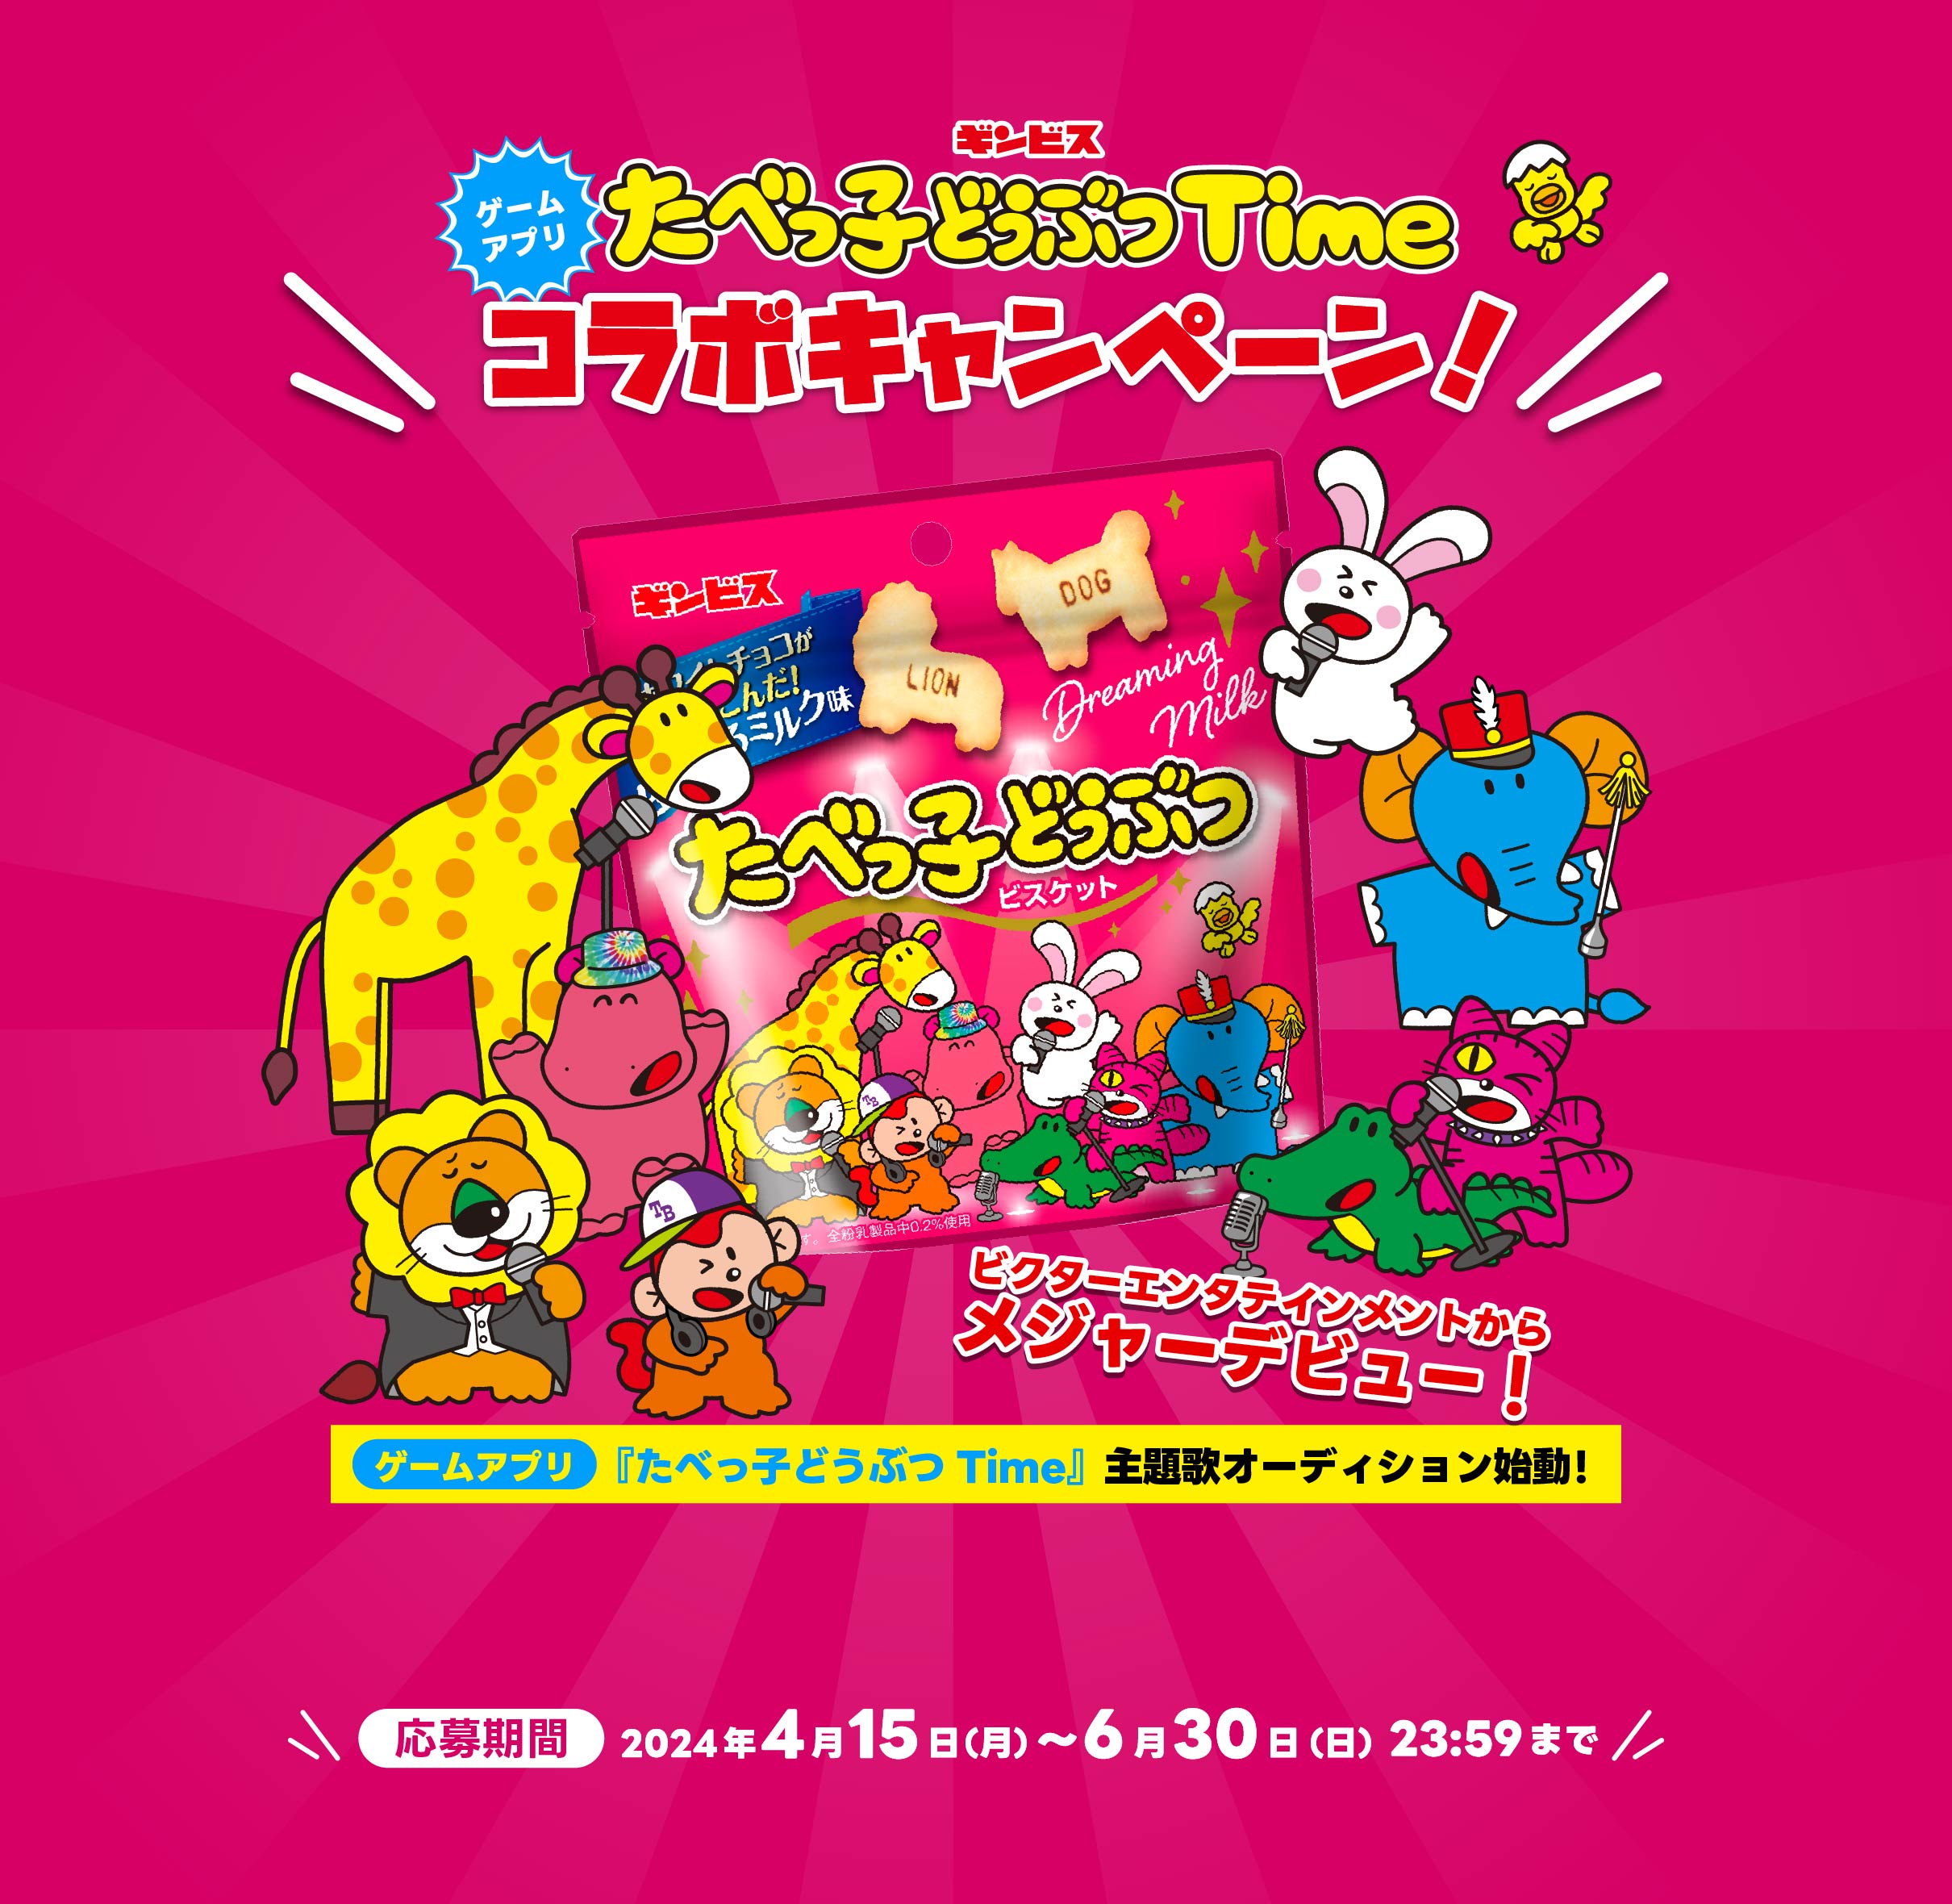 ギンビス
ゲーム
アプリ
たべっ子どうぶつTime
コラボキャンペーン!
ギンビス
チョコが
んだ!
るミルク味
LION
DOG
Dreaming
Milk
たべっ子どうぶつ
ビスケット
TB
TB
す。全粉乳製品中0.2%使用
ビクターエンタテインメントから
メジャーデビュー!
ゲームアプリ『たべっ子どうぶつ Time』主題歌オーディション始動!
応募期間 2024年4月15日(月)～6月30日(日) 23:59まで